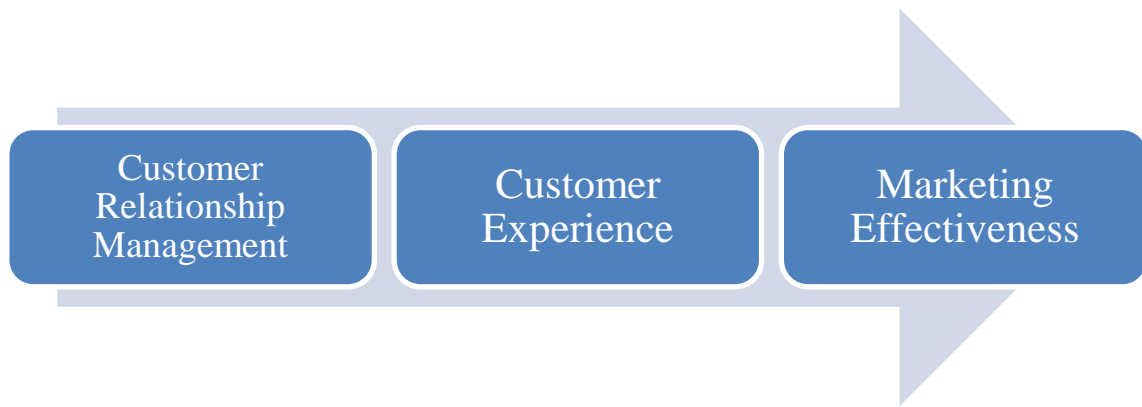 Customer
Relationship
Management
Customer
Experience
Marketing
Effectiveness